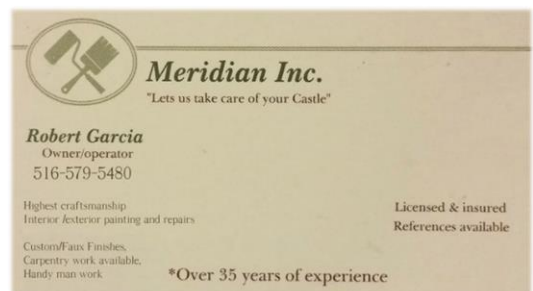 Meridian Inc.
"Lets us take care of your Castle"
Robert Garcia
Owner/operator
516-579-5480
Highest craftsmanship
Interior /exterior painting and repairs
Licensed & insured
References available
Custom/Faux Finishes,
Carpentry work available,
Handy man work
*Over 35 years of experience